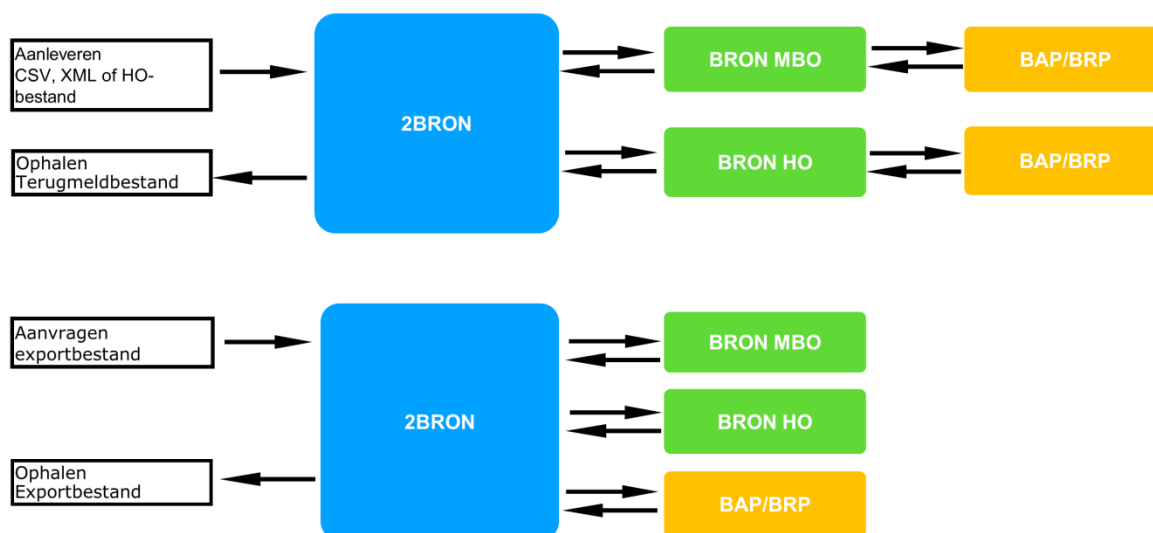 Aanleveren
CSV, XML of HO-
bestand
2BRON
BRON MBO
BAP/BRP
Ophalen
Terugmeldbestand
BRON HO
BAP/BRP
Aanvragen
exportbestand
2BRON
BRON MBO
BRON HO
Ophalen
Exportbestand
BAP/BRP